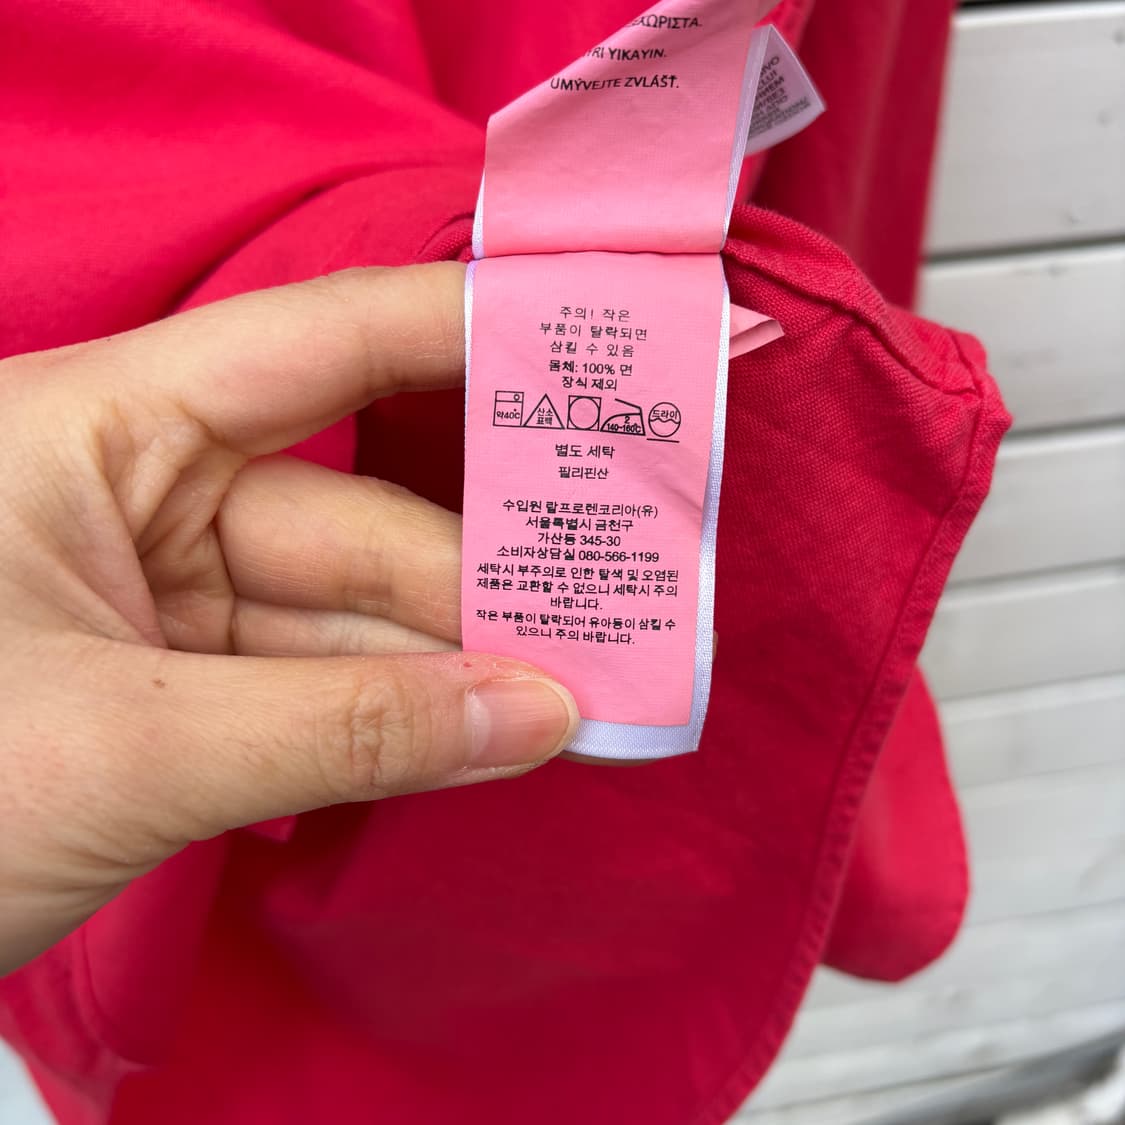 ΧΩΡΙΣΤΑ.
YIKAYIN.
UMÝVEJTE ZVLÁŠŤ.
주의! 작은
부품이 탈락되면
삼킬 수 있음
몸체: 100% 면
장식 제외
약40℃ 산소 표백 2 140~160℃ 드라이
별도 세탁
필리핀산
수입원 랄프로렌코리아(유)
서울특별시 금천구
가산동 345-30
소비자상담실 080-566-1199
세탁시 부주의로 인한 탈색 및 오염된
제품은 교환할 수 없으니 세탁시 주의
바랍니다.
작은 부품이 탈락되어 유아등이 삼킬 수
있으니 주의 바랍니다.